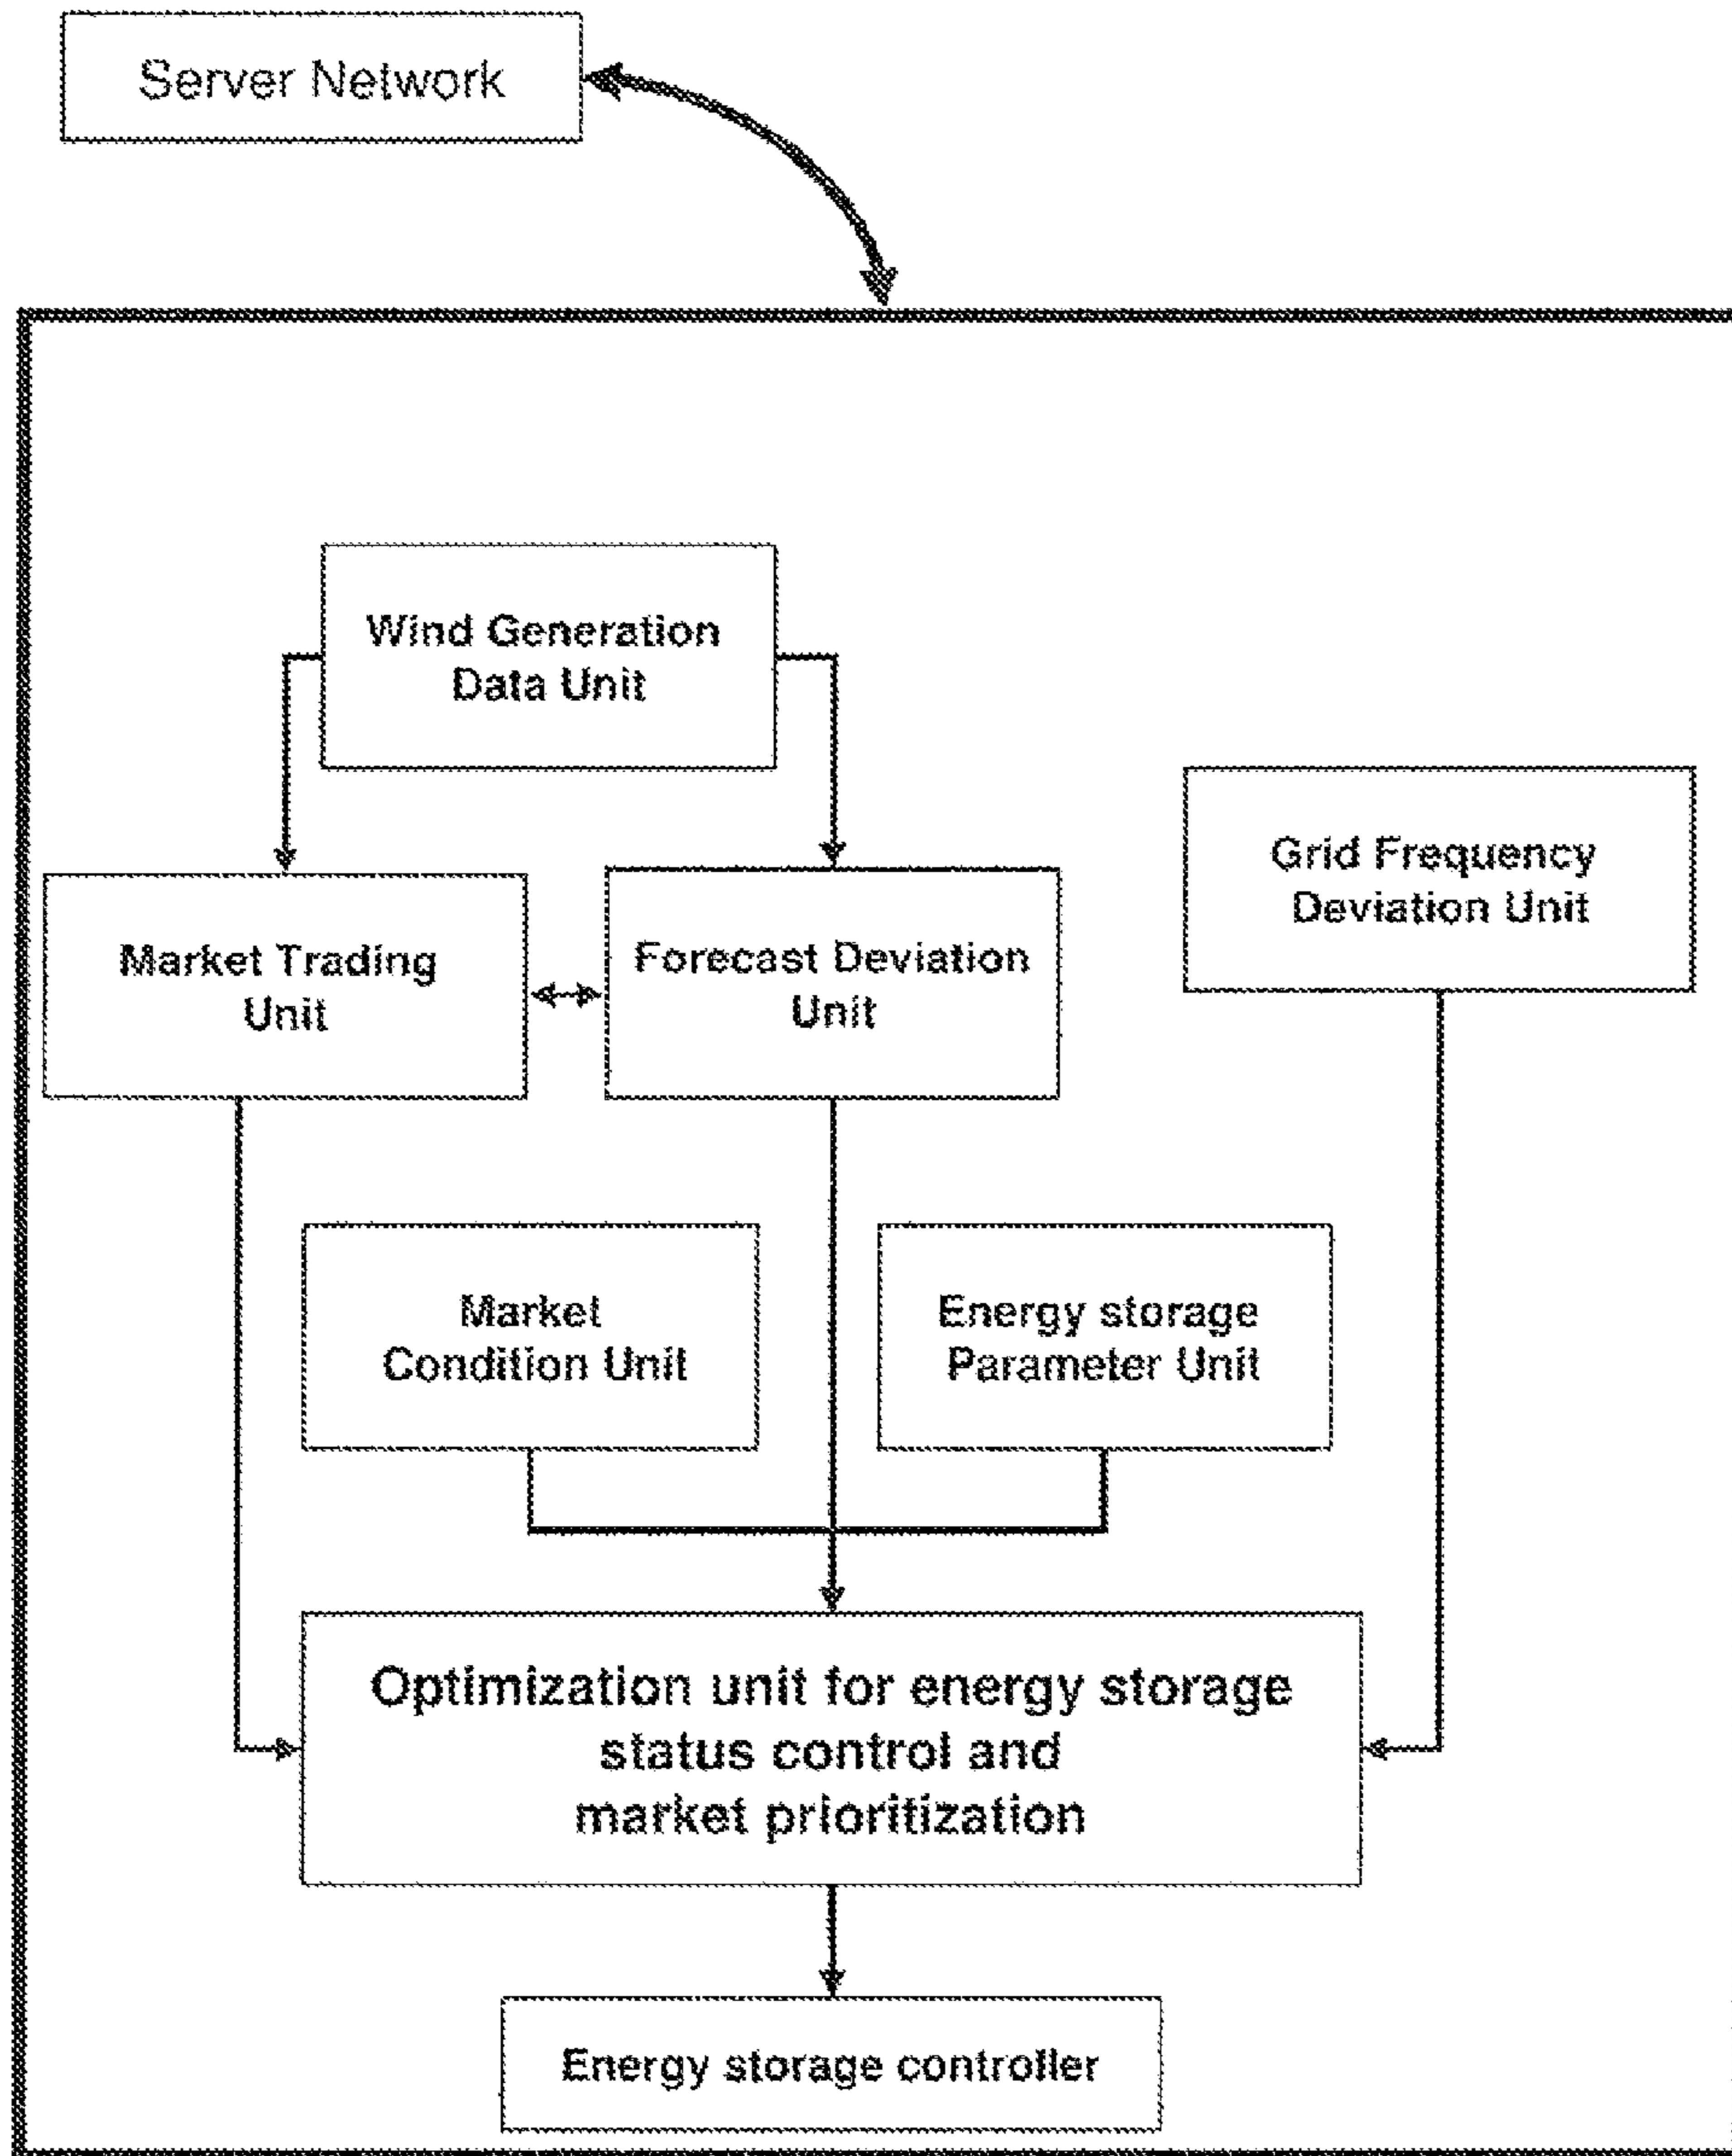 Server Network
Wind Generation
Data Unit
Grid Frequency
Deviation Unit
Market Trading
Unit
Forecast Deviation
Unit
Market
Condition Unit
Energy storage
Parameter Unit
Optimization unit for energy storage
status control and
market prioritization
Energy storage controller